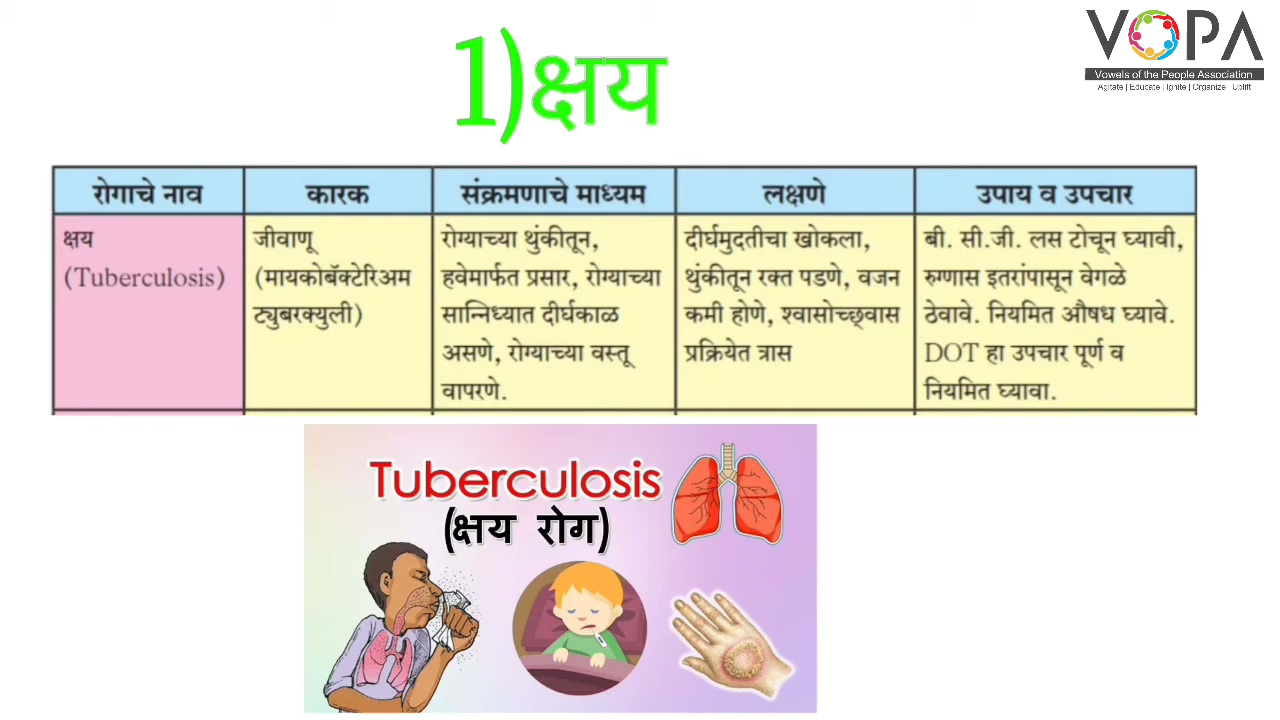 1)क्षय
VOPA
Vowels of the People Association
Agitate | Educate | Ignite | Organize | Uplift
रोगाचे नाव
कारक
संक्रमणाचे माध्यम
लक्षणे
उपाय व उपचार
क्षय
(Tuberculosis)
जीवाणू
(मायकोबॅक्टेरिअम
ट्युबरक्युली)
रोग्याच्या थुंकीतून,
हवेमार्फत प्रसार, रोग्याच्या
सान्निध्यात दीर्घकाळ
असणे, रोग्याच्या वस्तू
वापरणे.
दीर्घमुदतीचा खोकला,
थुंकीतून रक्त पडणे, वजन
कमी होणे, श्वासोच्छ्वास
प्रक्रियेत त्रास
बी. सी.जी. लस टोचून घ्यावी,
रुग्णास इतरांपासून वेगळे
ठेवावे. नियमित औषध घ्यावे.
DOT हा उपचार पूर्ण व
नियमित घ्यावा.
Tuberculosis
(क्षय रोग)